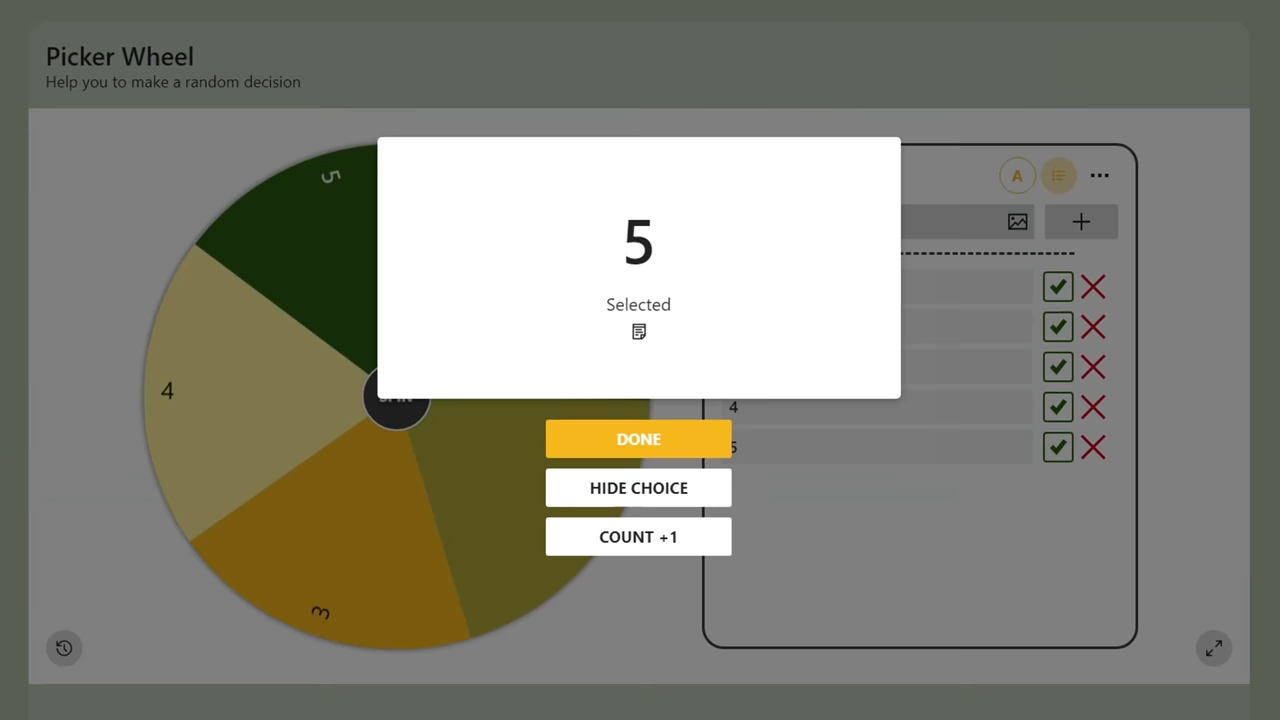 Picker Wheel
Help you to make a random decision
5
A
5
Selected
4
4
DONE
5
HIDE CHOICE
COUNT +1
3